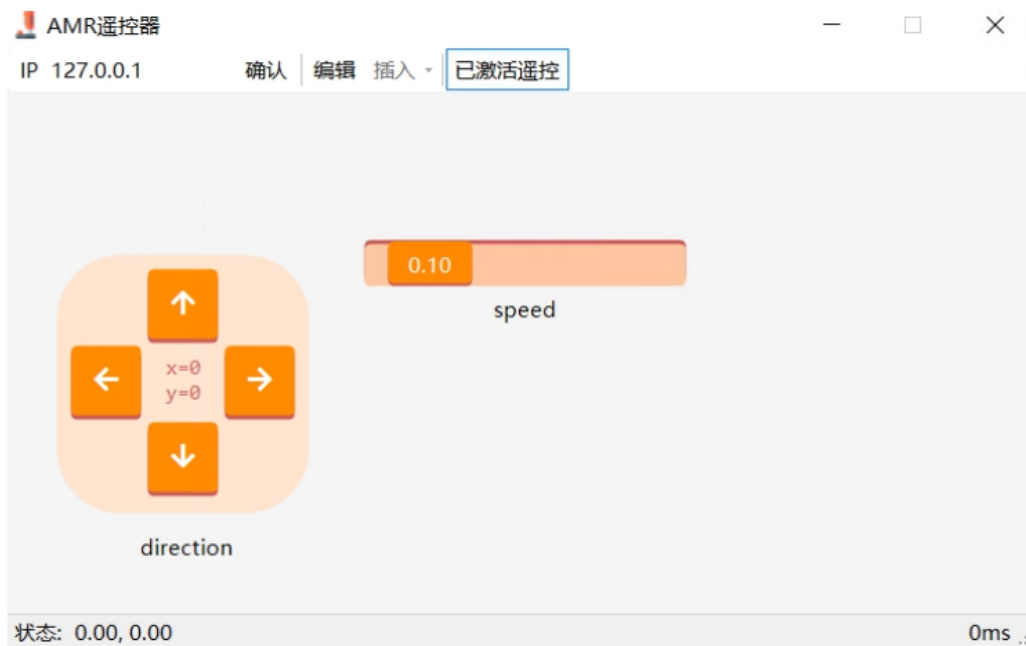 AMR遥控器
IP 127.0.0.1 确认 编辑 插入 已激活遥控
0.10
speed
x=0
y=0
direction
状态: 0.00, 0.00 0ms